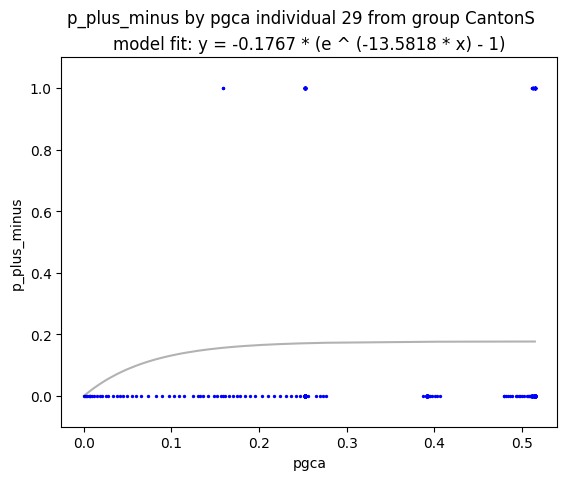 p_plus_minus by pgca individual 29 from group CantonS
model fit: y = -0.1767 * (e ^ (-13.5818 * x) - 1)
1.0
0.8
0.6
0.4
0.2
0.0
p_plus_minus
0.0 0.1 0.2 0.3 0.4 0.5
pgca